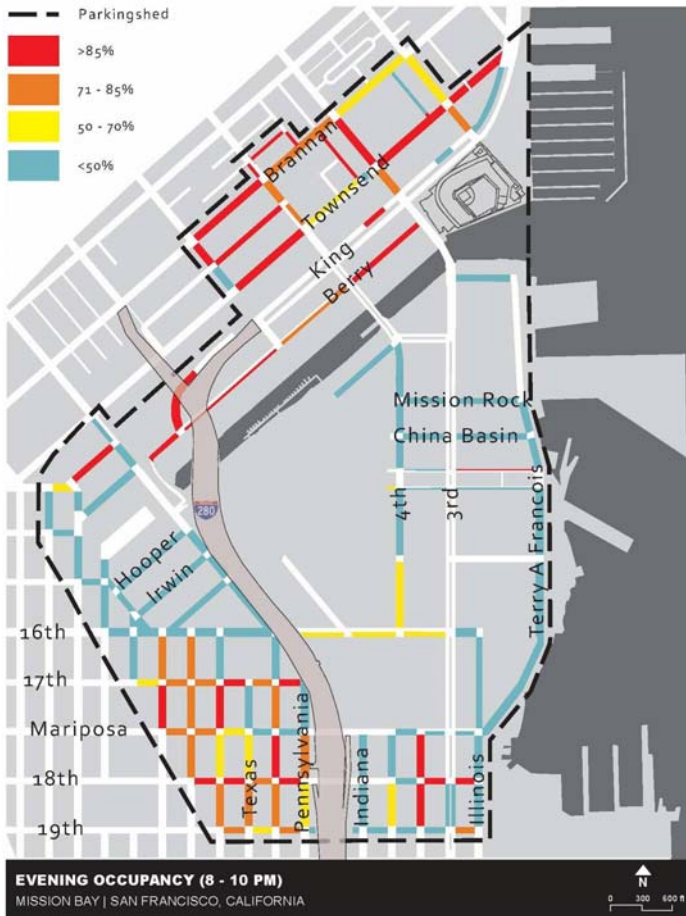 Parkingshed
>85%
71 - 85%
50 - 70%
<50%
Brannan
Townsend
King
Berry
Mission Rock
China Basin
4th
3rd
Terry A Francois
280
Hooper
Irwin
16th
17th
Mariposa
18th
19th
Texas
Pennsylvania
Indiana
Illinois
EVENING OCCUPANCY (8 - 10 PM)
MISSION BAY | SAN FRANCISCO, CALIFORNIA
N
0 300 600 ft